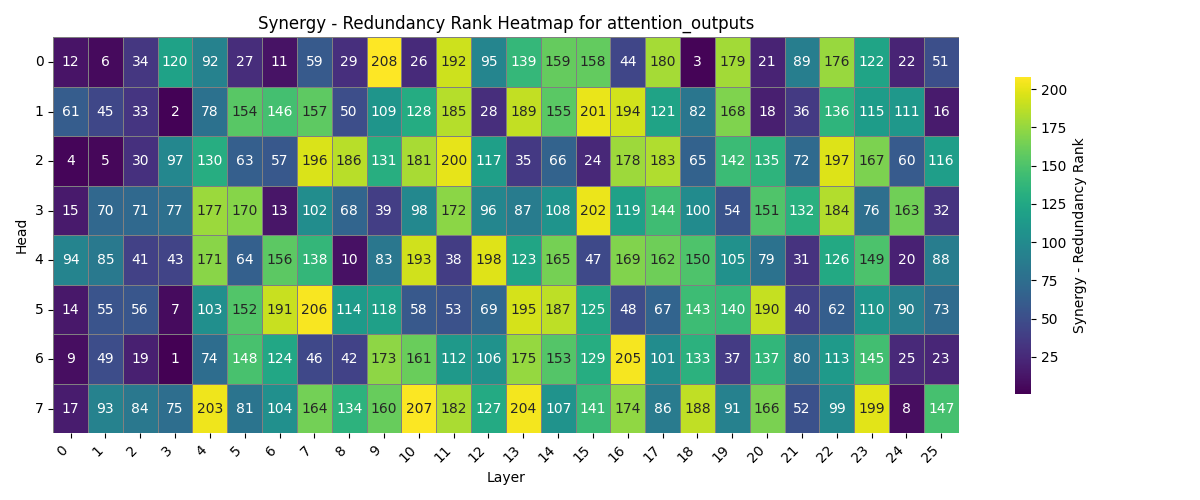 Synergy - Redundancy Rank Heatmap for attention_outputs
0 12 6 34 120 92 27 11 59 29 208 26 192 95 139 159 158 44 180 3 179 21 89 176 122 22 51
1 61 45 33 2 78 154 146 157 50 109 128 185 28 189 155 201 194 121 82 168 18 36 136 115 111 16
2 4 5 30 97 130 63 57 196 186 131 181 200 117 35 66 24 178 183 65 142 135 72 197 167 60 116
3 15 70 71 77 177 170 13 102 68 39 98 172 96 87 108 202 119 144 100 54 151 132 184 76 163 32
4 94 85 41 43 171 64 156 138 10 83 193 38 198 123 165 47 169 162 150 105 79 31 126 149 20 88
5 14 55 56 7 103 152 191 206 114 118 58 53 69 195 187 125 48 67 143 140 190 40 62 110 90 73
6 9 49 19 1 74 148 124 46 42 173 161 112 106 175 153 129 205 101 133 37 137 80 113 145 25 23
7 17 93 84 75 203 81 104 164 134 160 207 182 127 204 107 141 174 86 188 91 166 52 99 199 8 147
0 1 2 3 4 5 6 7 8 9 10 11 12 13 14 15 16 17 18 19 20 21 22 23 24 25
Layer
Head
200
175
150
125
100
75
50
25
Synergy - Redundancy Rank